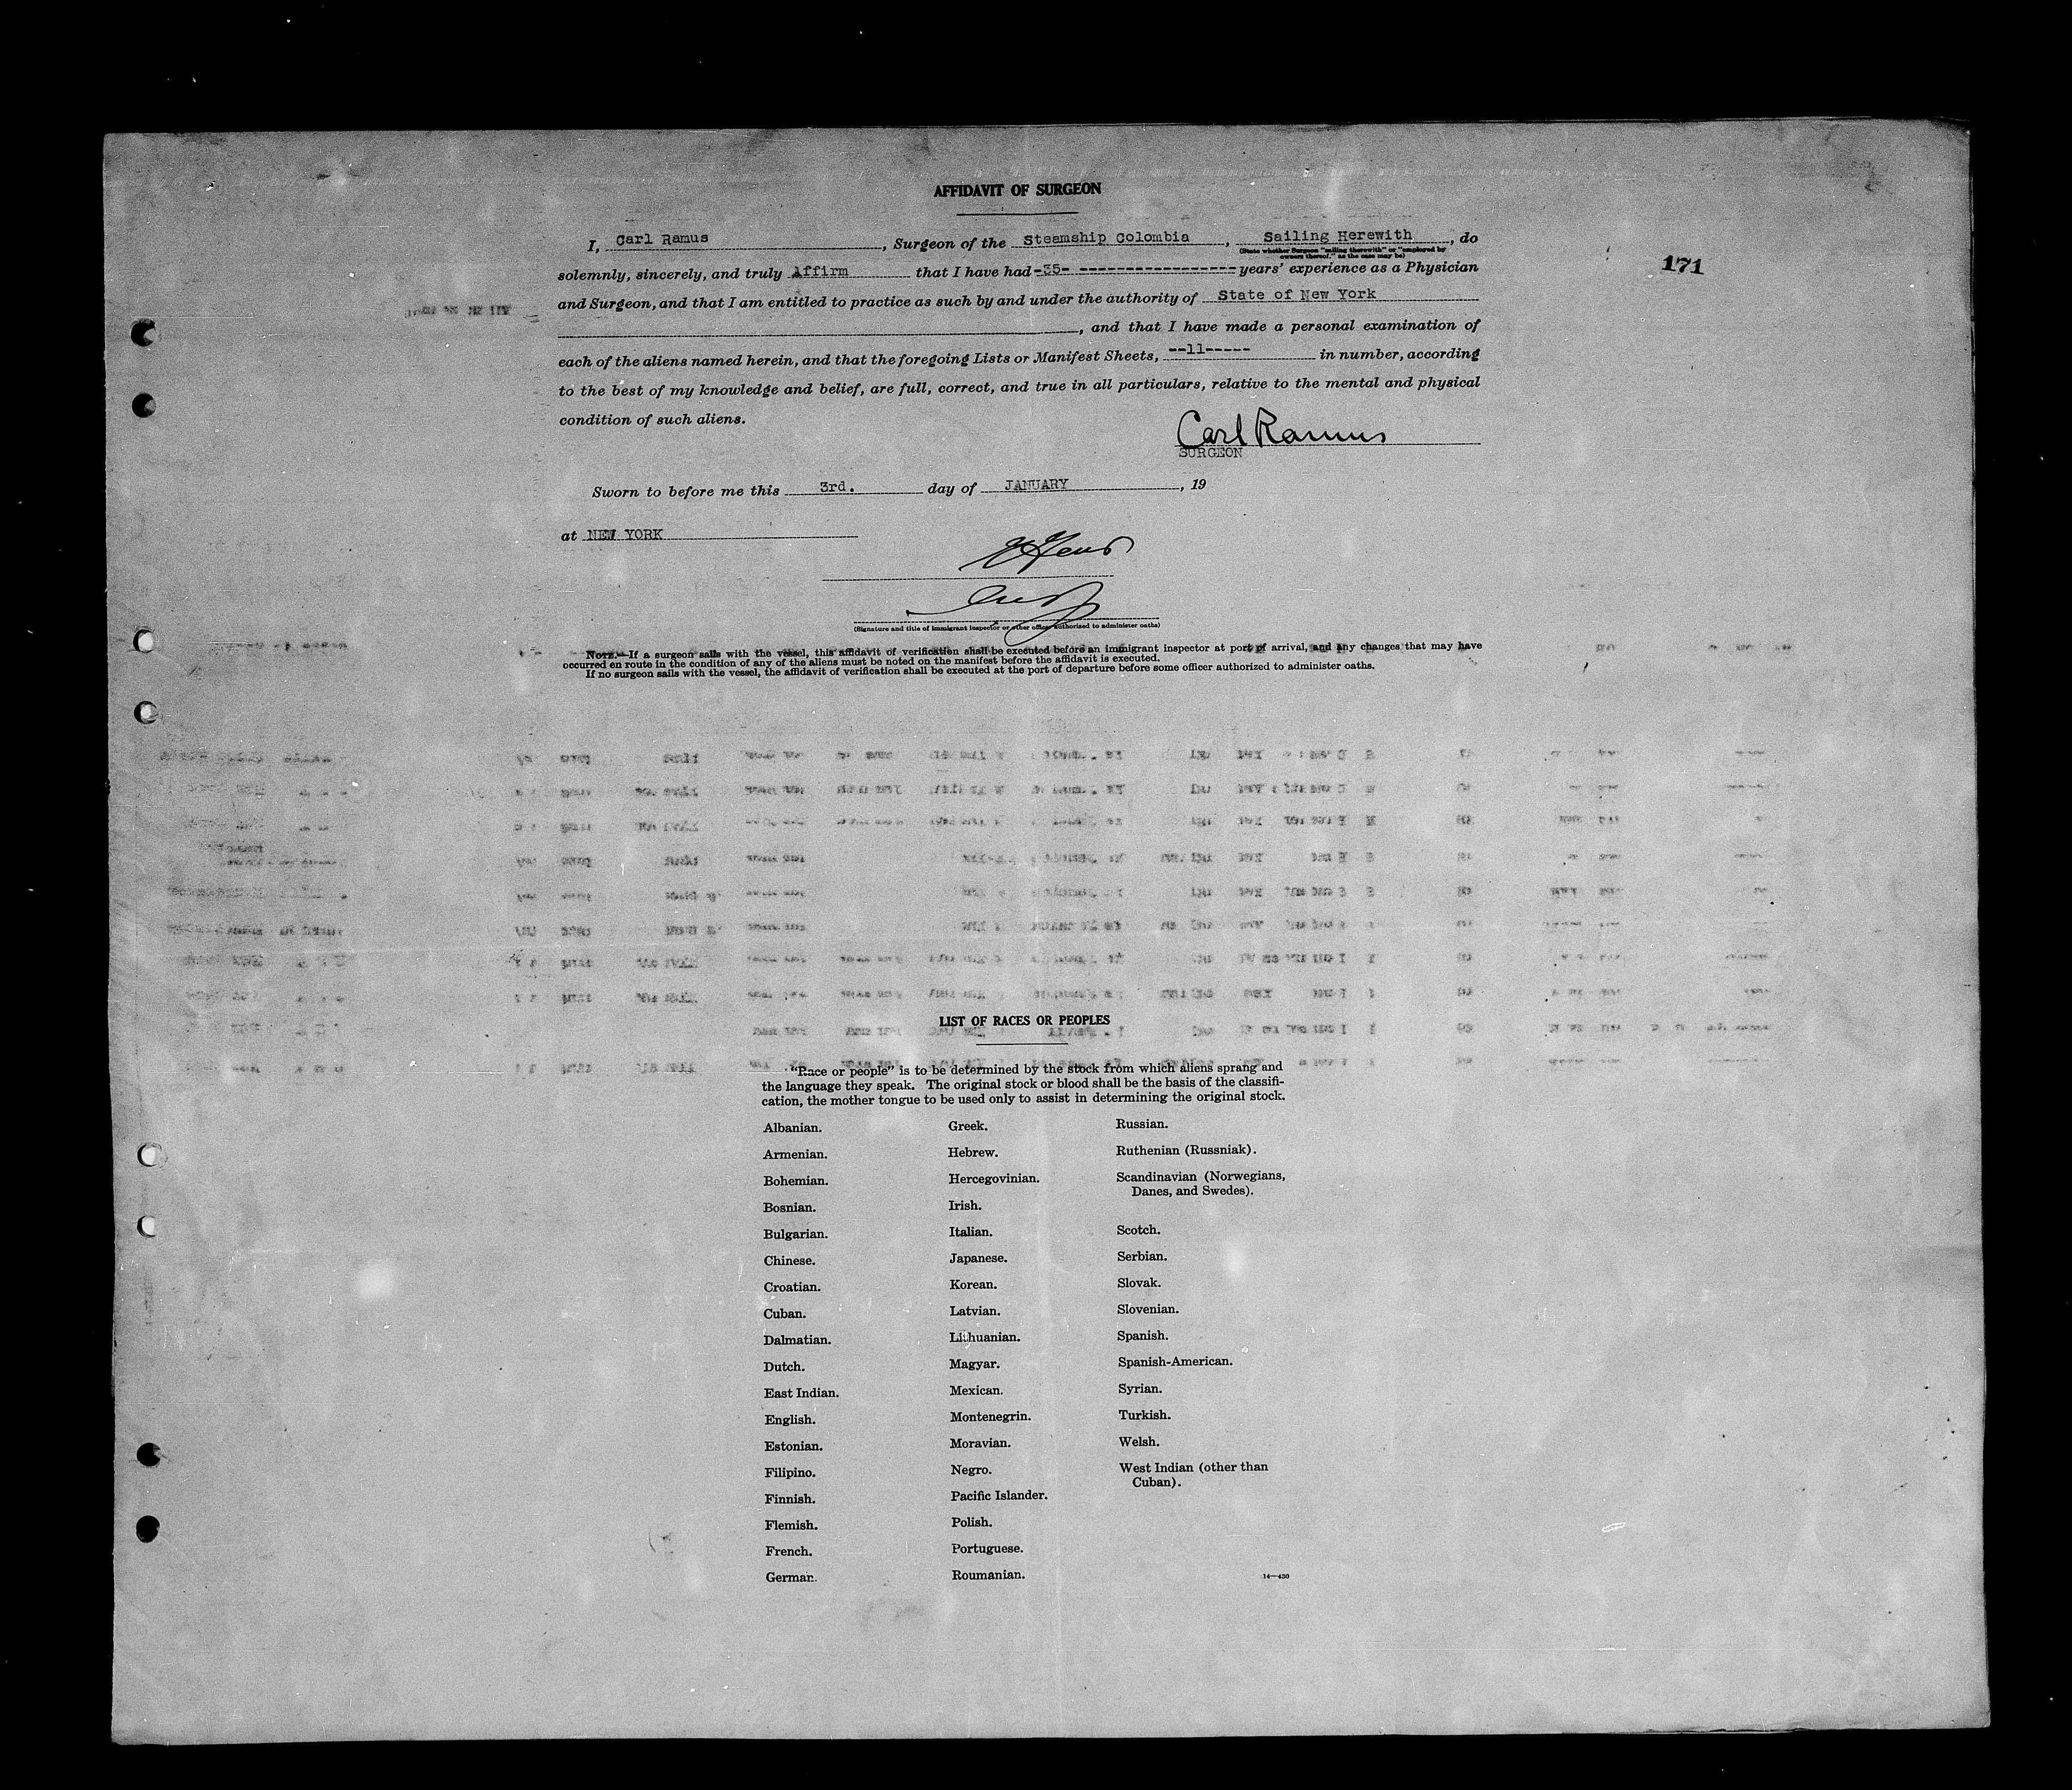 AFFIDAVIT OF SURGEON
I, Carl Ramus, Surgeon of the Steamship Colombia, Sailing Herewith, do
(State whether Surgeon "sailing therewith" or "employed by
owners thereof," as the case may be)
171
solemnly, sincerely, and truly Affirm that I have had -35- ----------------- years' experience as a Physician
and Surgeon, and that I am entitled to practice as such by and under the authority of State of New York
, and that I have made a personal examination of
each of the aliens named herein, and that the foregoing Lists or Manifest Sheets, --11----- in number, according
to the best of my knowledge and belief, are full, correct, and true in all particulars, relative to the mental and physical
condition of such aliens.
Carl Ramus
SURGEON
Sworn to before me this 3rd. day of JANUARY, 19
at NEW YORK
(Signature and title of immigrant inspector or other officer authorized to administer oaths)
NOTE.—If a surgeon sails with the vessel, this affidavit of verification shall be executed before an immigrant inspector at port of arrival, and any changes that may have
occurred en route in the condition of any of the aliens must be noted on the manifest before the affidavit is executed.
If no surgeon sails with the vessel, the affidavit of verification shall be executed at the port of departure before some officer authorized to administer oaths.
LIST OF RACES OR PEOPLES
"Race or people" is to be determined by the stock from which aliens sprang and
the language they speak. The original stock or blood shall be the basis of the classifi-
cation, the mother tongue to be used only to assist in determining the original stock.
Albanian.
Armenian.
Bohemian.
Bosnian.
Bulgarian.
Chinese.
Croatian.
Cuban.
Dalmatian.
Dutch.
East Indian.
English.
Estonian.
Filipino.
Finnish.
Flemish.
French.
German.
Greek.
Hebrew.
Hercegovinian.
Irish.
Italian.
Japanese.
Korean.
Latvian.
Lithuanian.
Magyar.
Mexican.
Montenegrin.
Moravian.
Negro.
Pacific Islander.
Polish.
Portuguese.
Roumanian.
Russian.
Ruthenian (Russniak).
Scandinavian (Norwegians,
Danes, and Swedes).
Scotch.
Serbian.
Slovak.
Slovenian.
Spanish.
Spanish-American.
Syrian.
Turkish.
Welsh.
West Indian (other than
Cuban).
14—430